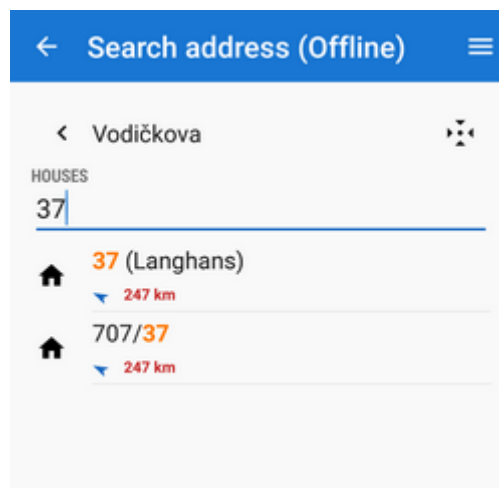 Search address (Offline)
Vodičkova
HOUSES
37
37 (Langhans)
247 km
707/37
247 km